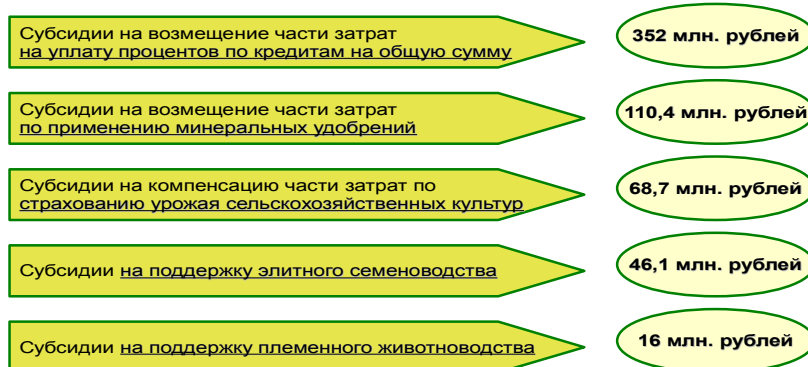 Субсидии на возмещение части затрат
на уплату процентов по кредитам на общую сумму
352 млн. рублей
Субсидии на возмещение части затрат
по применению минеральных удобрений
110,4 млн. рублей
Субсидии на компенсацию части затрат по
страхованию урожая сельскохозяйственных культур
68,7 млн. рублей
Субсидии на поддержку элитного семеноводства
46,1 млн. рублей
Субсидии на поддержку племенного животноводства
16 млн. рублей